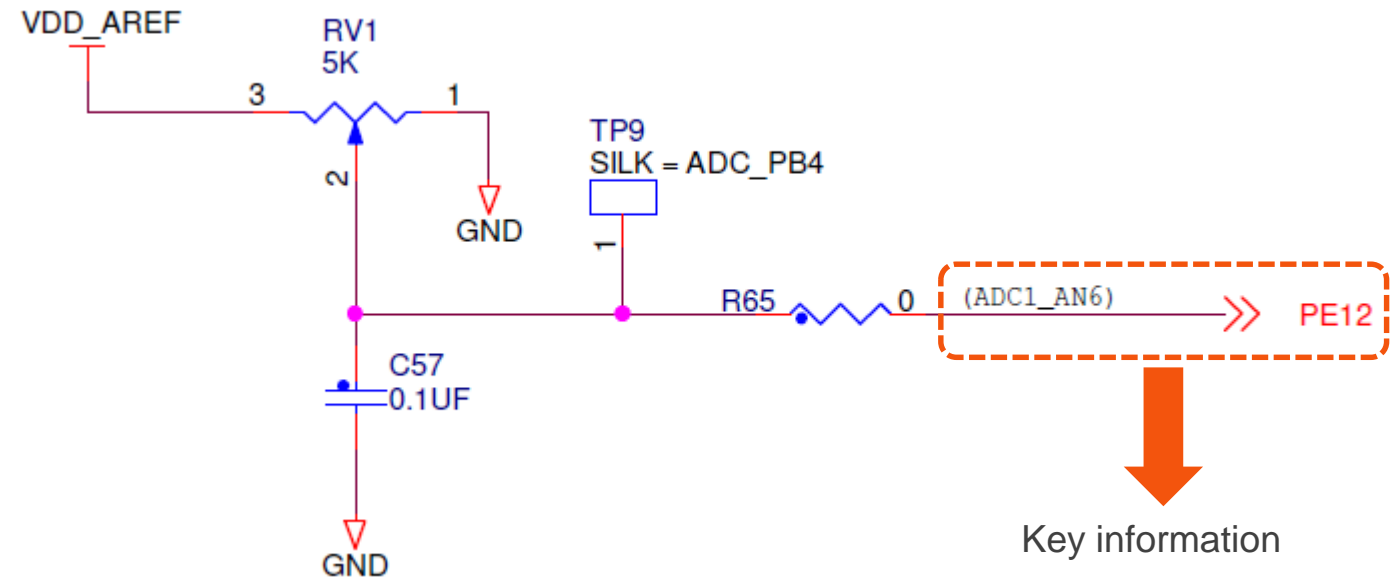 VDD_AREF
RV1
5K
3
1
2
GND
TP9
SILK = ADC_PB4
1
R65
0
(ADC1_AN6)
PE12
C57
0.1UF
GND
Key information